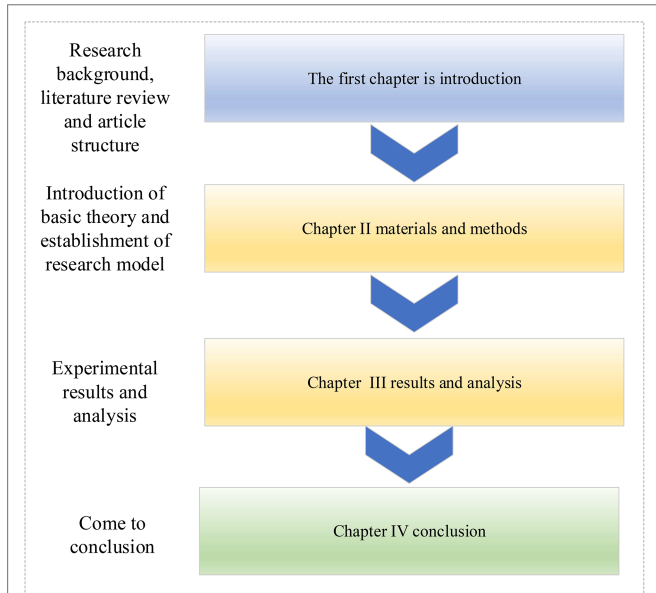 Research
background,
literature review
and article
structure
The first chapter is introduction
Introduction of
basic theory and
establishment of
research model
Chapter II materials and methods
Experimental
results and
analysis
Chapter III results and analysis
Come to
conclusion
Chapter IV conclusion